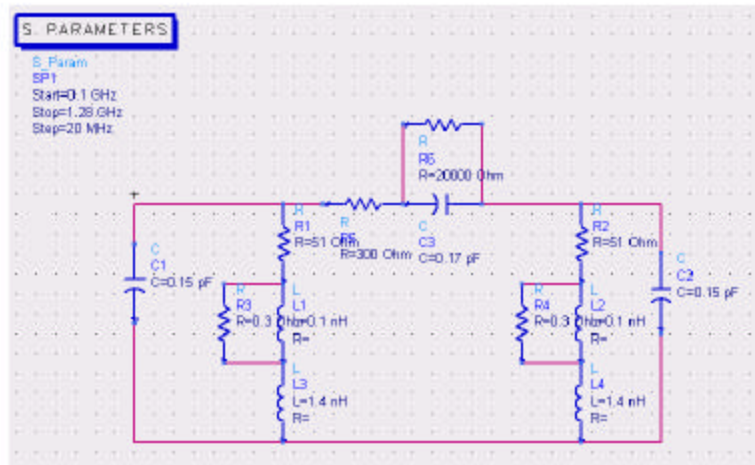 S. PARAMETERS
S_Param
SP1
Start=0.1 GHz
Stop=1.28 GHz
Step=20 MHz
R
R6
R=20000 Ohm
R
R1
R=51 Ohm
R
R5
R=300 Ohm
C
C3
C=0.17 pF
R
R2
R=51 Ohm
C
C1
C=0.15 pF
C
C2
C=0.15 pF
R
R3
R=0.3
L
L1
L=0.1 nH
R=
R
R4
R=0.3
L
L2
L=0.1 nH
R=
L
L3
L=1.4 nH
R=
L
L4
L=1.4 nH
R=